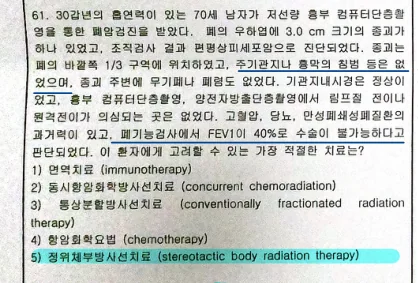 61. 30갑년의 흡연력이 있는 70세 남자가 저선량 흉부 컴퓨터단층촬
영을 통한 폐암검진을 받았다. 폐의 우하엽에 3.0 cm 크기의 종괴가
하나 있었고, 조직검사 결과 편평상피세포암으로 진단되었다. 종괴는
폐의 바깥쪽 1/3 구역에 위치하였고, 주기관지나 흉막의 침범 등은 없
었으며, 종괴 주변에 무기폐나 폐렴도 없었다. 기관지내시경은 정상이
었고, 흉부 컴퓨터단층촬영, 양전자방출단층촬영에서 림프절 전이나
원격전이가 의심되는 곳은 없었다. 고혈압, 당뇨, 만성폐쇄성폐질환의
과거력이 있고, 폐기능검사에서 FEV1이 40%로 수술이 불가능하다고
판단되었다. 이 환자에게 고려할 수 있는 가장 적절한 치료는?
1) 면역치료 (immunotherapy)
2) 동시항암화학방사선치료 (concurrent chemoradiation)
3) 통상분할방사선치료 (conventionally fractionated radiation
therapy)
4) 항암화학요법 (chemotherapy)
5) 정위체부방사선치료 (stereotactic body radiation therapy)